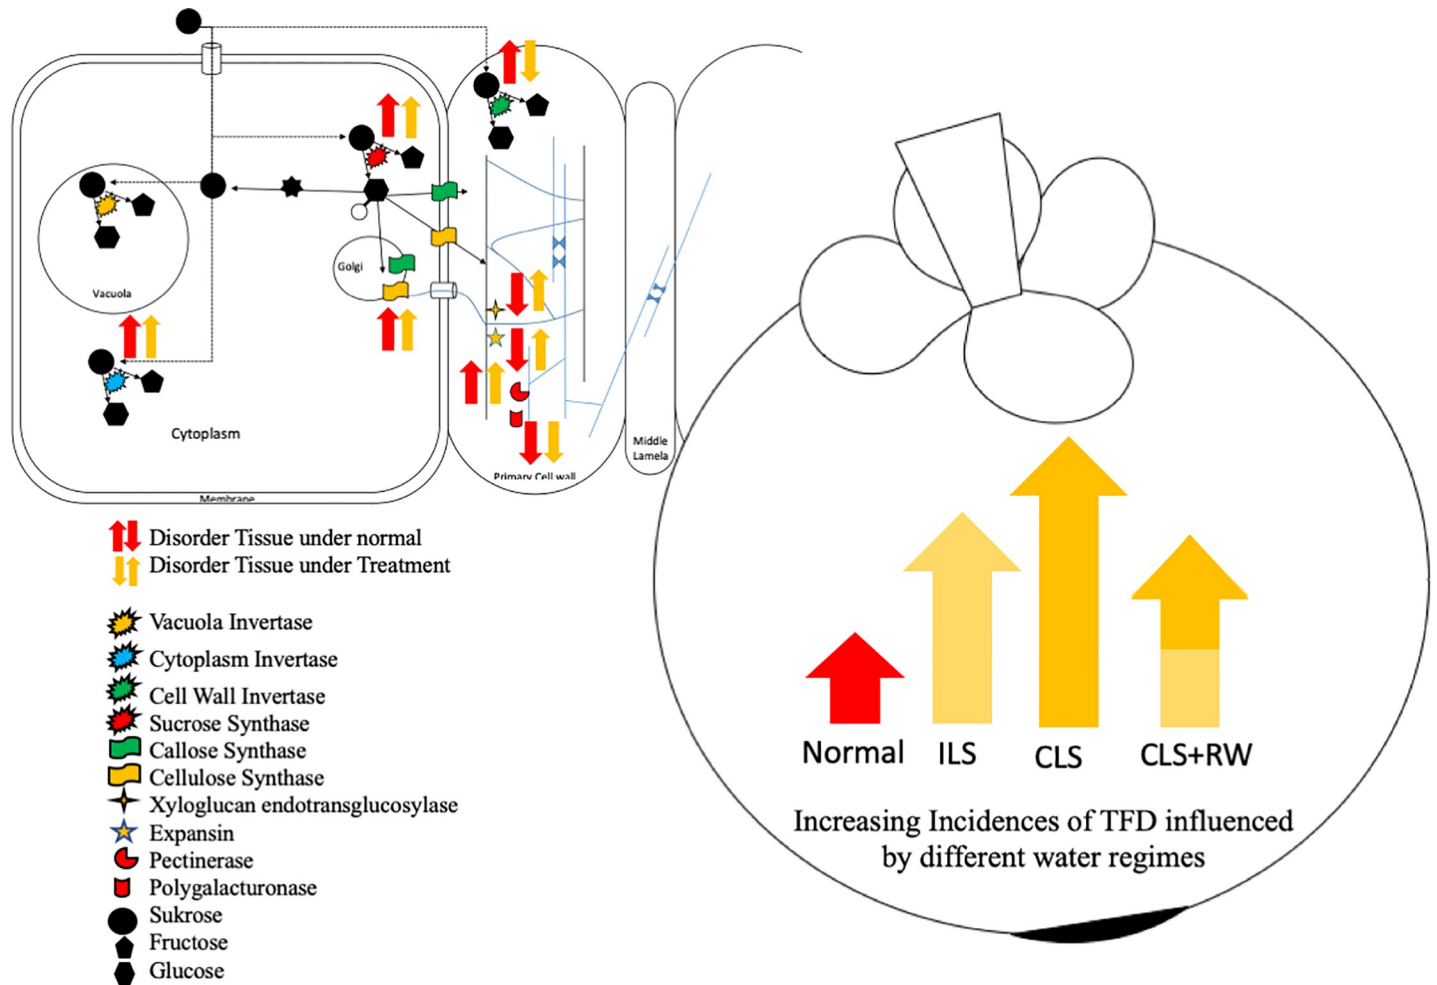 Vacuola
Golgi
Cytoplasm
Membrane
Primary Cell wall
Middle
Lamela
Disorder Tissue under normal
Disorder Tissue under Treatment
Vacuola Invertase
Cytoplasm Invertase
Cell Wall Invertase
Sucrose Synthase
Callose Synthase
Cellulose Synthase
Xyloglucan endotransglucosylase
Expansin
Pectinerase
Polygalacturonase
Sukrose
Fructose
Glucose
Normal
ILS
CLS
CLS+RW
Increasing Incidences of TFD influenced
by different water regimes